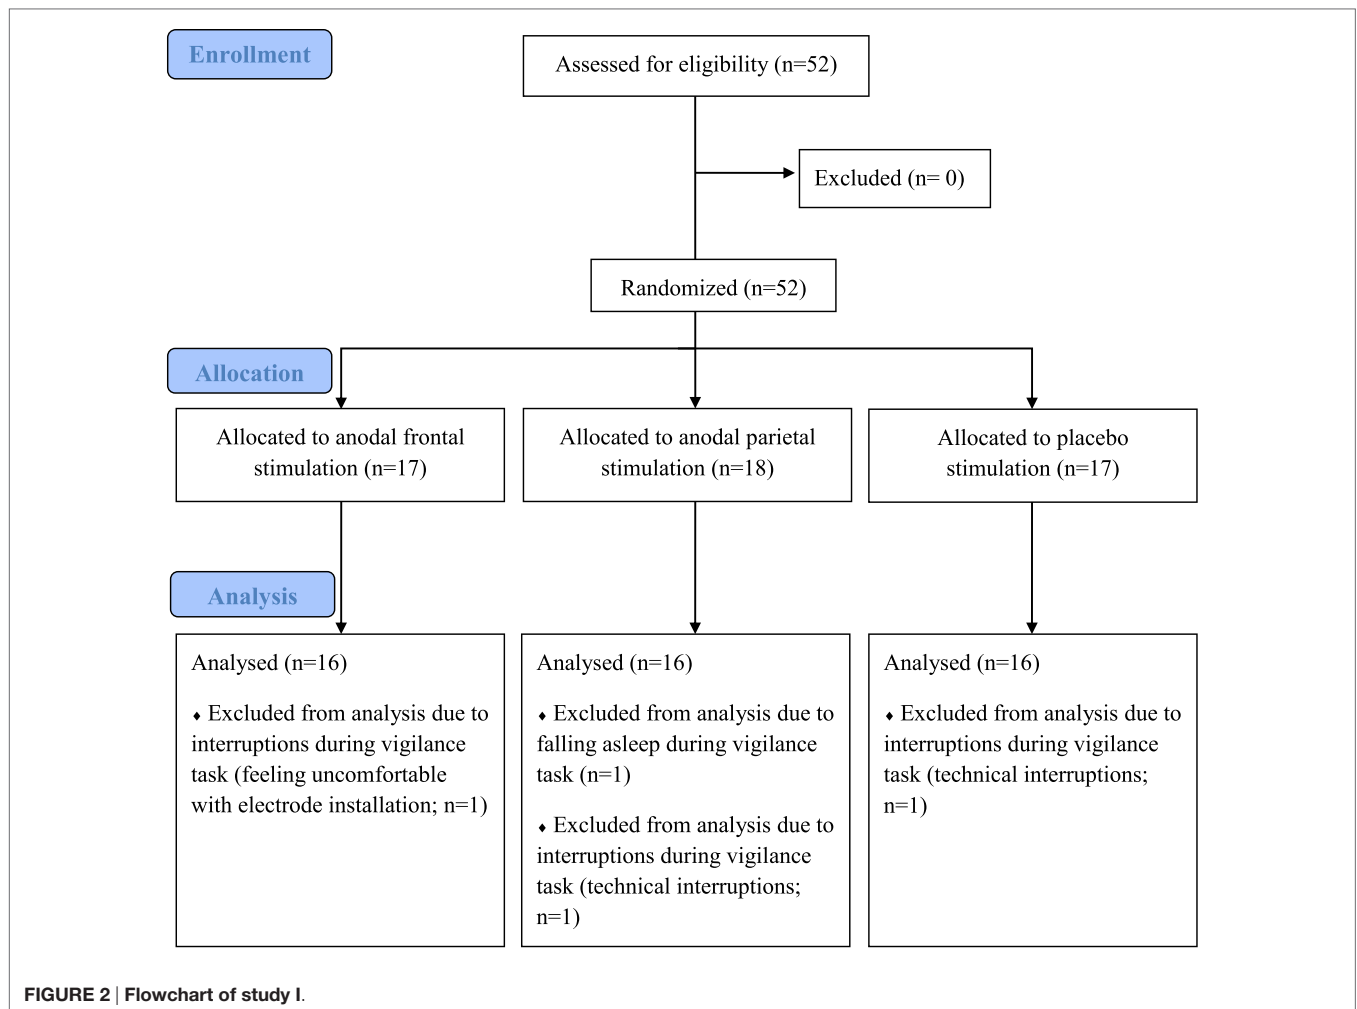 Enrollment
Assessed for eligibility (n=52)
Excluded (n= 0)
Randomized (n=52)
Allocation
Allocated to anodal frontal
stimulation (n=17)
Allocated to anodal parietal
stimulation (n=18)
Allocated to placebo
stimulation (n=17)
Analysis
Analysed (n=16)
⬧ Excluded from analysis due to
interruptions during vigilance
task (feeling uncomfortable
with electrode installation; n=1)
Analysed (n=16)
⬧ Excluded from analysis due to
falling asleep during vigilance
task (n=1)
⬧ Excluded from analysis due to
interruptions during vigilance
task (technical interruptions;
n=1)
Analysed (n=16)
⬧ Excluded from analysis due to
interruptions during vigilance
task (technical interruptions;
n=1)
FIGURE 2 | Flowchart of study I.